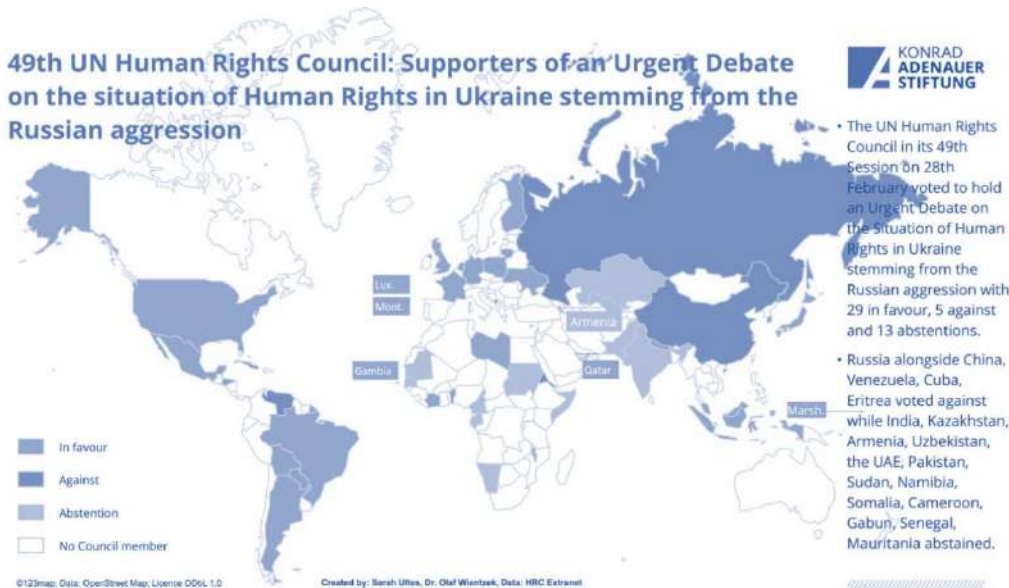 49th UN Human Rights Council: Supporters of an Urgent Debate
on the situation of Human Rights in Ukraine stemming from the
Russian aggression
KONRAD
ADENAUER
STIFTUNG
• The UN Human Rights
Council in its 49th
Session on 28th
February voted to hold
an Urgent Debate on
the Situation of Human
Rights in Ukraine
stemming from the
Russian aggression with
29 in favour, 5 against
and 13 abstentions.
• Russia alongside China,
Venezuela, Cuba,
Eritrea voted against
while India, Kazakhstan,
Armenia, Uzbekistan,
the UAE, Pakistan,
Sudan, Namibia,
Somalia, Cameroon,
Gabun, Senegal,
Mauritania abstained.
Lux.
Mont.
Armenia
Gambia
Qatar
Marsh.
In favour
Against
Abstention
No Council member
©123map; Data: OpenStreet Map; Licence ODbL 1.0
Created by: Sarah Ultes, Dr. Olaf Wientzek, Data: HRC Extranet